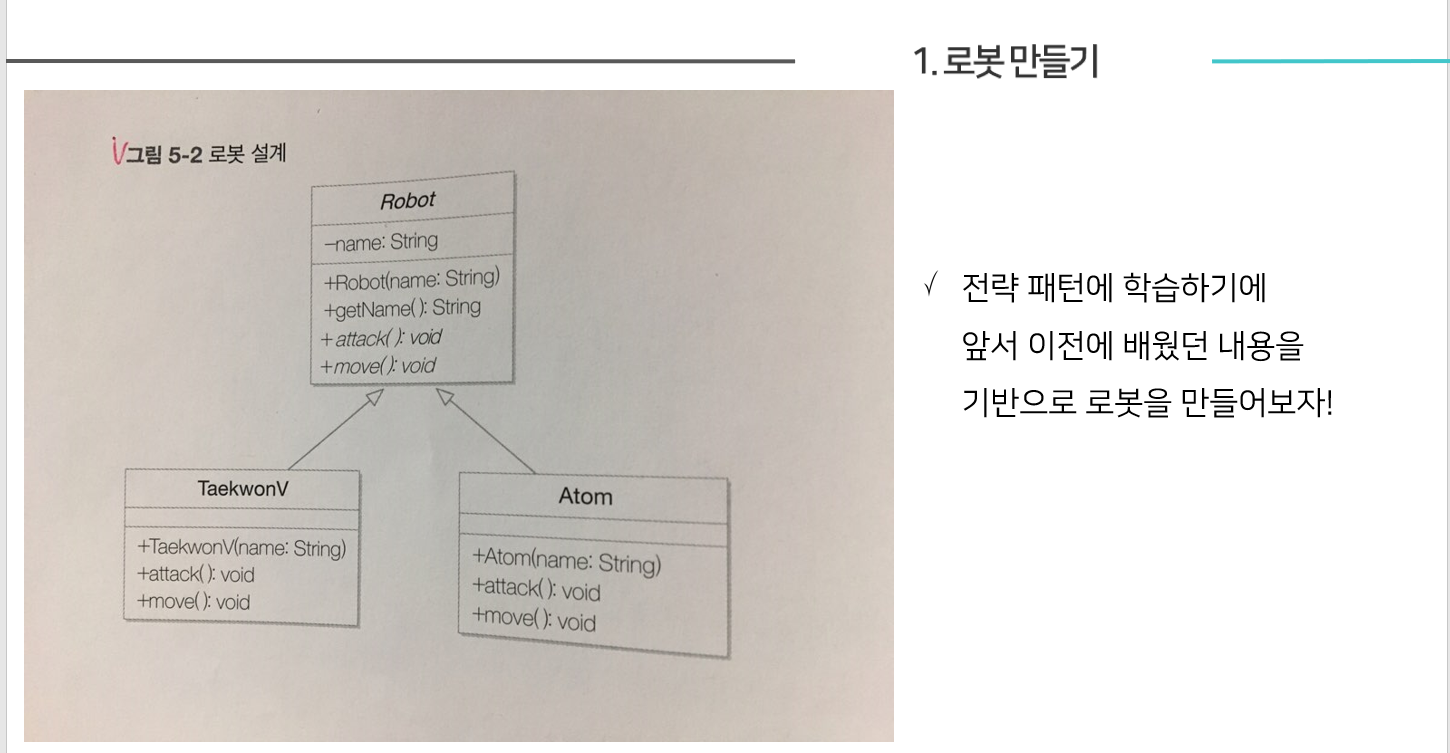 1. 로봇 만들기
그림 5-2 로봇 설계
Robot
–name: String
+Robot(name: String)
+getName( ): String
+attack( ): void
+move( ): void
TaekwonV
+TaekwonV(name: String)
+attack( ): void
+move( ): void
Atom
+Atom(name: String)
+attack( ): void
+move( ): void
✓ 전략 패턴에 학습하기에
앞서 이전에 배웠던 내용을
기반으로 로봇을 만들어보자!